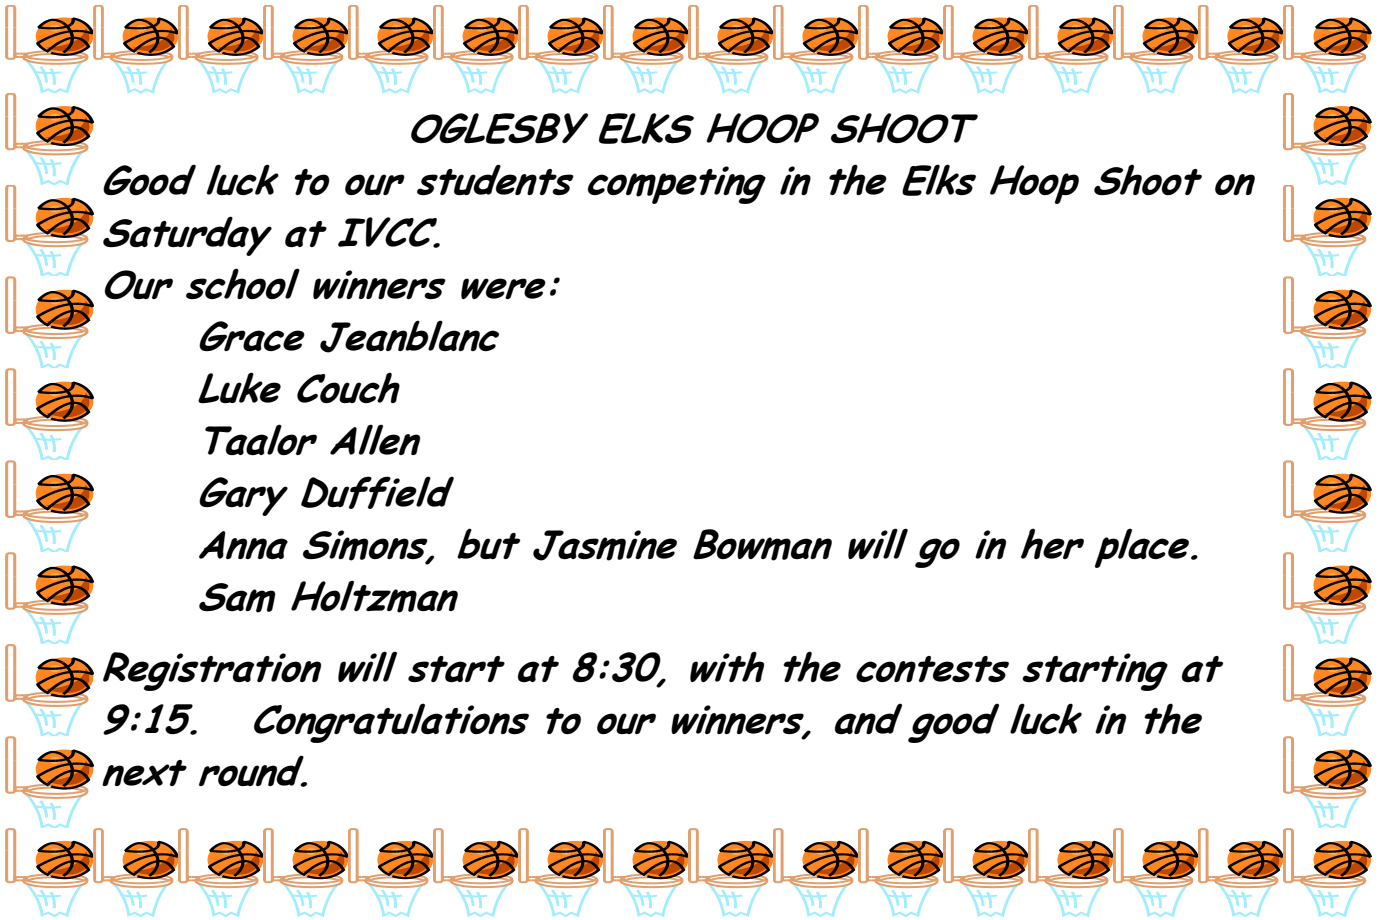 OGLESBY ELKS HOOP SHOOT
Good luck to our students competing in the Elks Hoop Shoot on
Saturday at IVCC.
Our school winners were:
Grace Jeanblanc
Luke Couch
Taalor Allen
Gary Duffield
Anna Simons, but Jasmine Bowman will go in her place.
Sam Holtzman
Registration will start at 8:30, with the contests starting at
9:15. Congratulations to our winners, and good luck in the
next round.